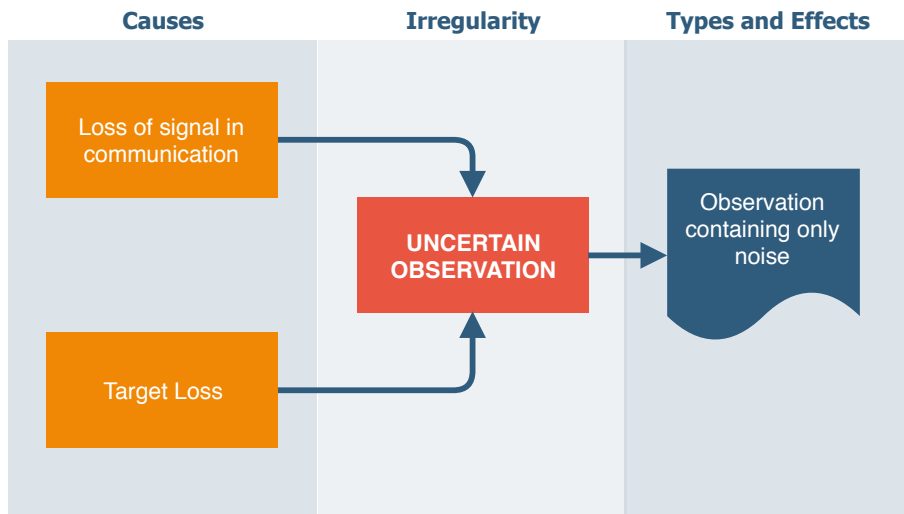 Causes
Irregularity
Types and Effects
Loss of signal in
communication
UNCERTAIN
OBSERVATION
Observation
containing only
noise
Target Loss